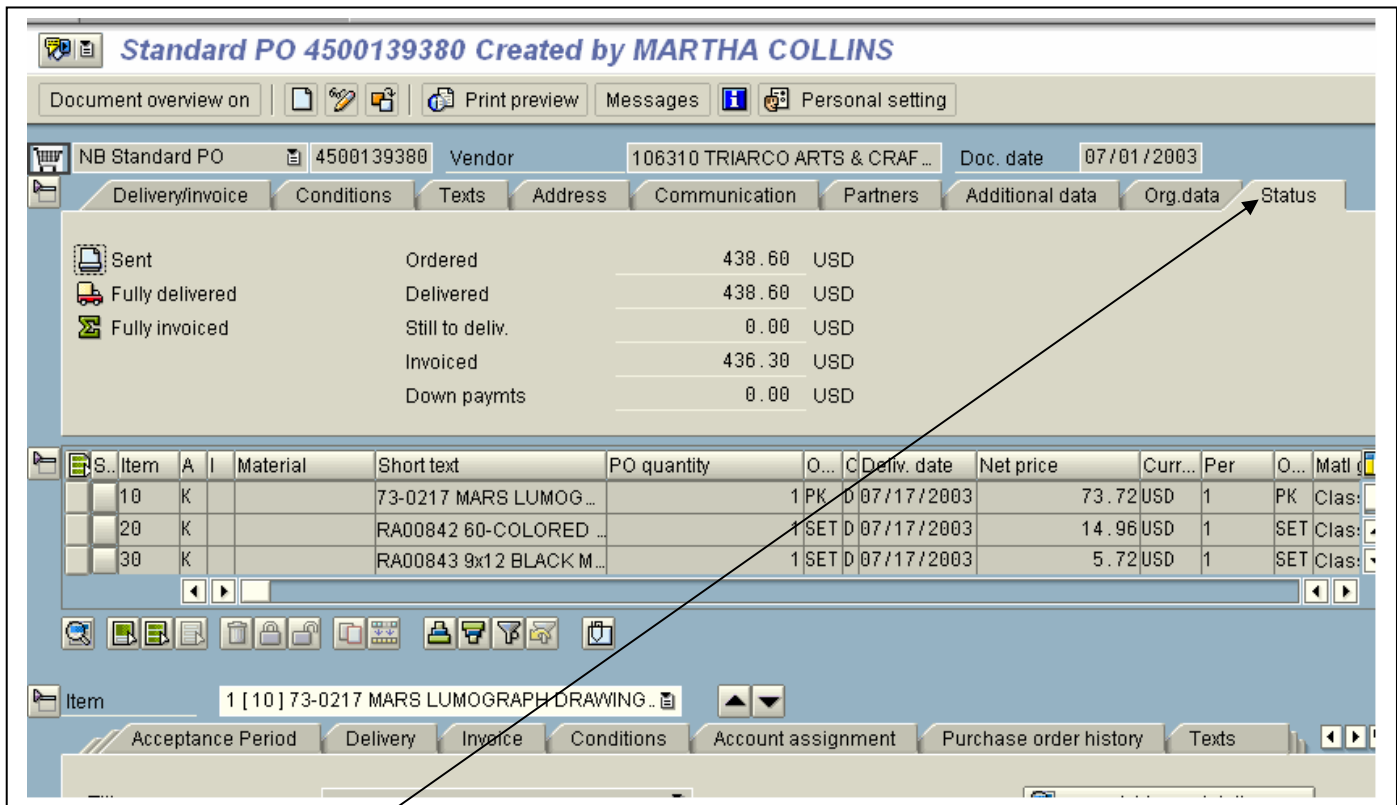 Standard PO 4500139380 Created by MARTHA COLLINS
Document overview on Print preview Messages Personal setting
NB Standard PO 4500139380 Vendor 106310 TRIARCO ARTS & CRAF... Doc. date 07/01/2003
Delivery/invoice Conditions Texts Address Communication Partners Additional data Org.data Status
Sent Ordered 438.60 USD
Fully delivered Delivered 438.60 USD
Fully invoiced Still to deliv. 0.00 USD
Invoiced 436.30 USD
Down paymts 0.00 USD
S.. Item A I Material Short text PO quantity O... C Deliv. date Net price Curr... Per O... Matl
10 K 73-0217 MARS LUMOG... 1 PK D 07/17/2003 73.72 USD 1 PK Clas
20 K RA00842 60-COLORED ... 1 SET D 07/17/2003 14.96 USD 1 SET Clas
30 K RA00843 9x12 BLACK M... 1 SET D 07/17/2003 5.72 USD 1 SET Clas
Item 1 [ 10 ] 73-0217 MARS LUMOGRAPH DRAWING..
Acceptance Period Delivery Invoice Conditions Account assignment Purchase order history Texts